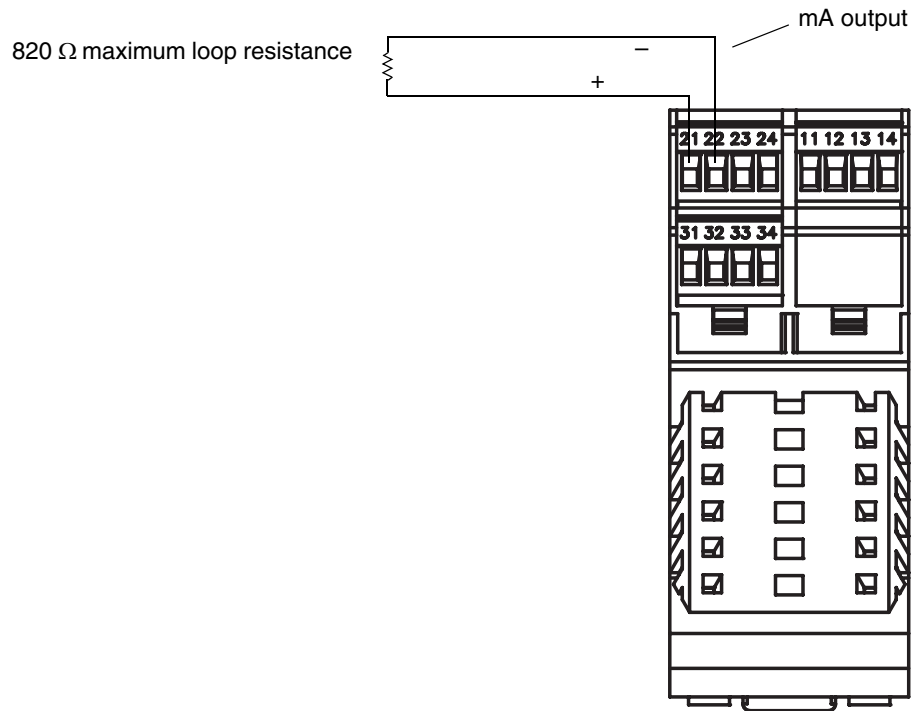 mA output
820 Ω maximum loop resistance
–
+
21 22 23 24
11 12 13 14
31 32 33 34